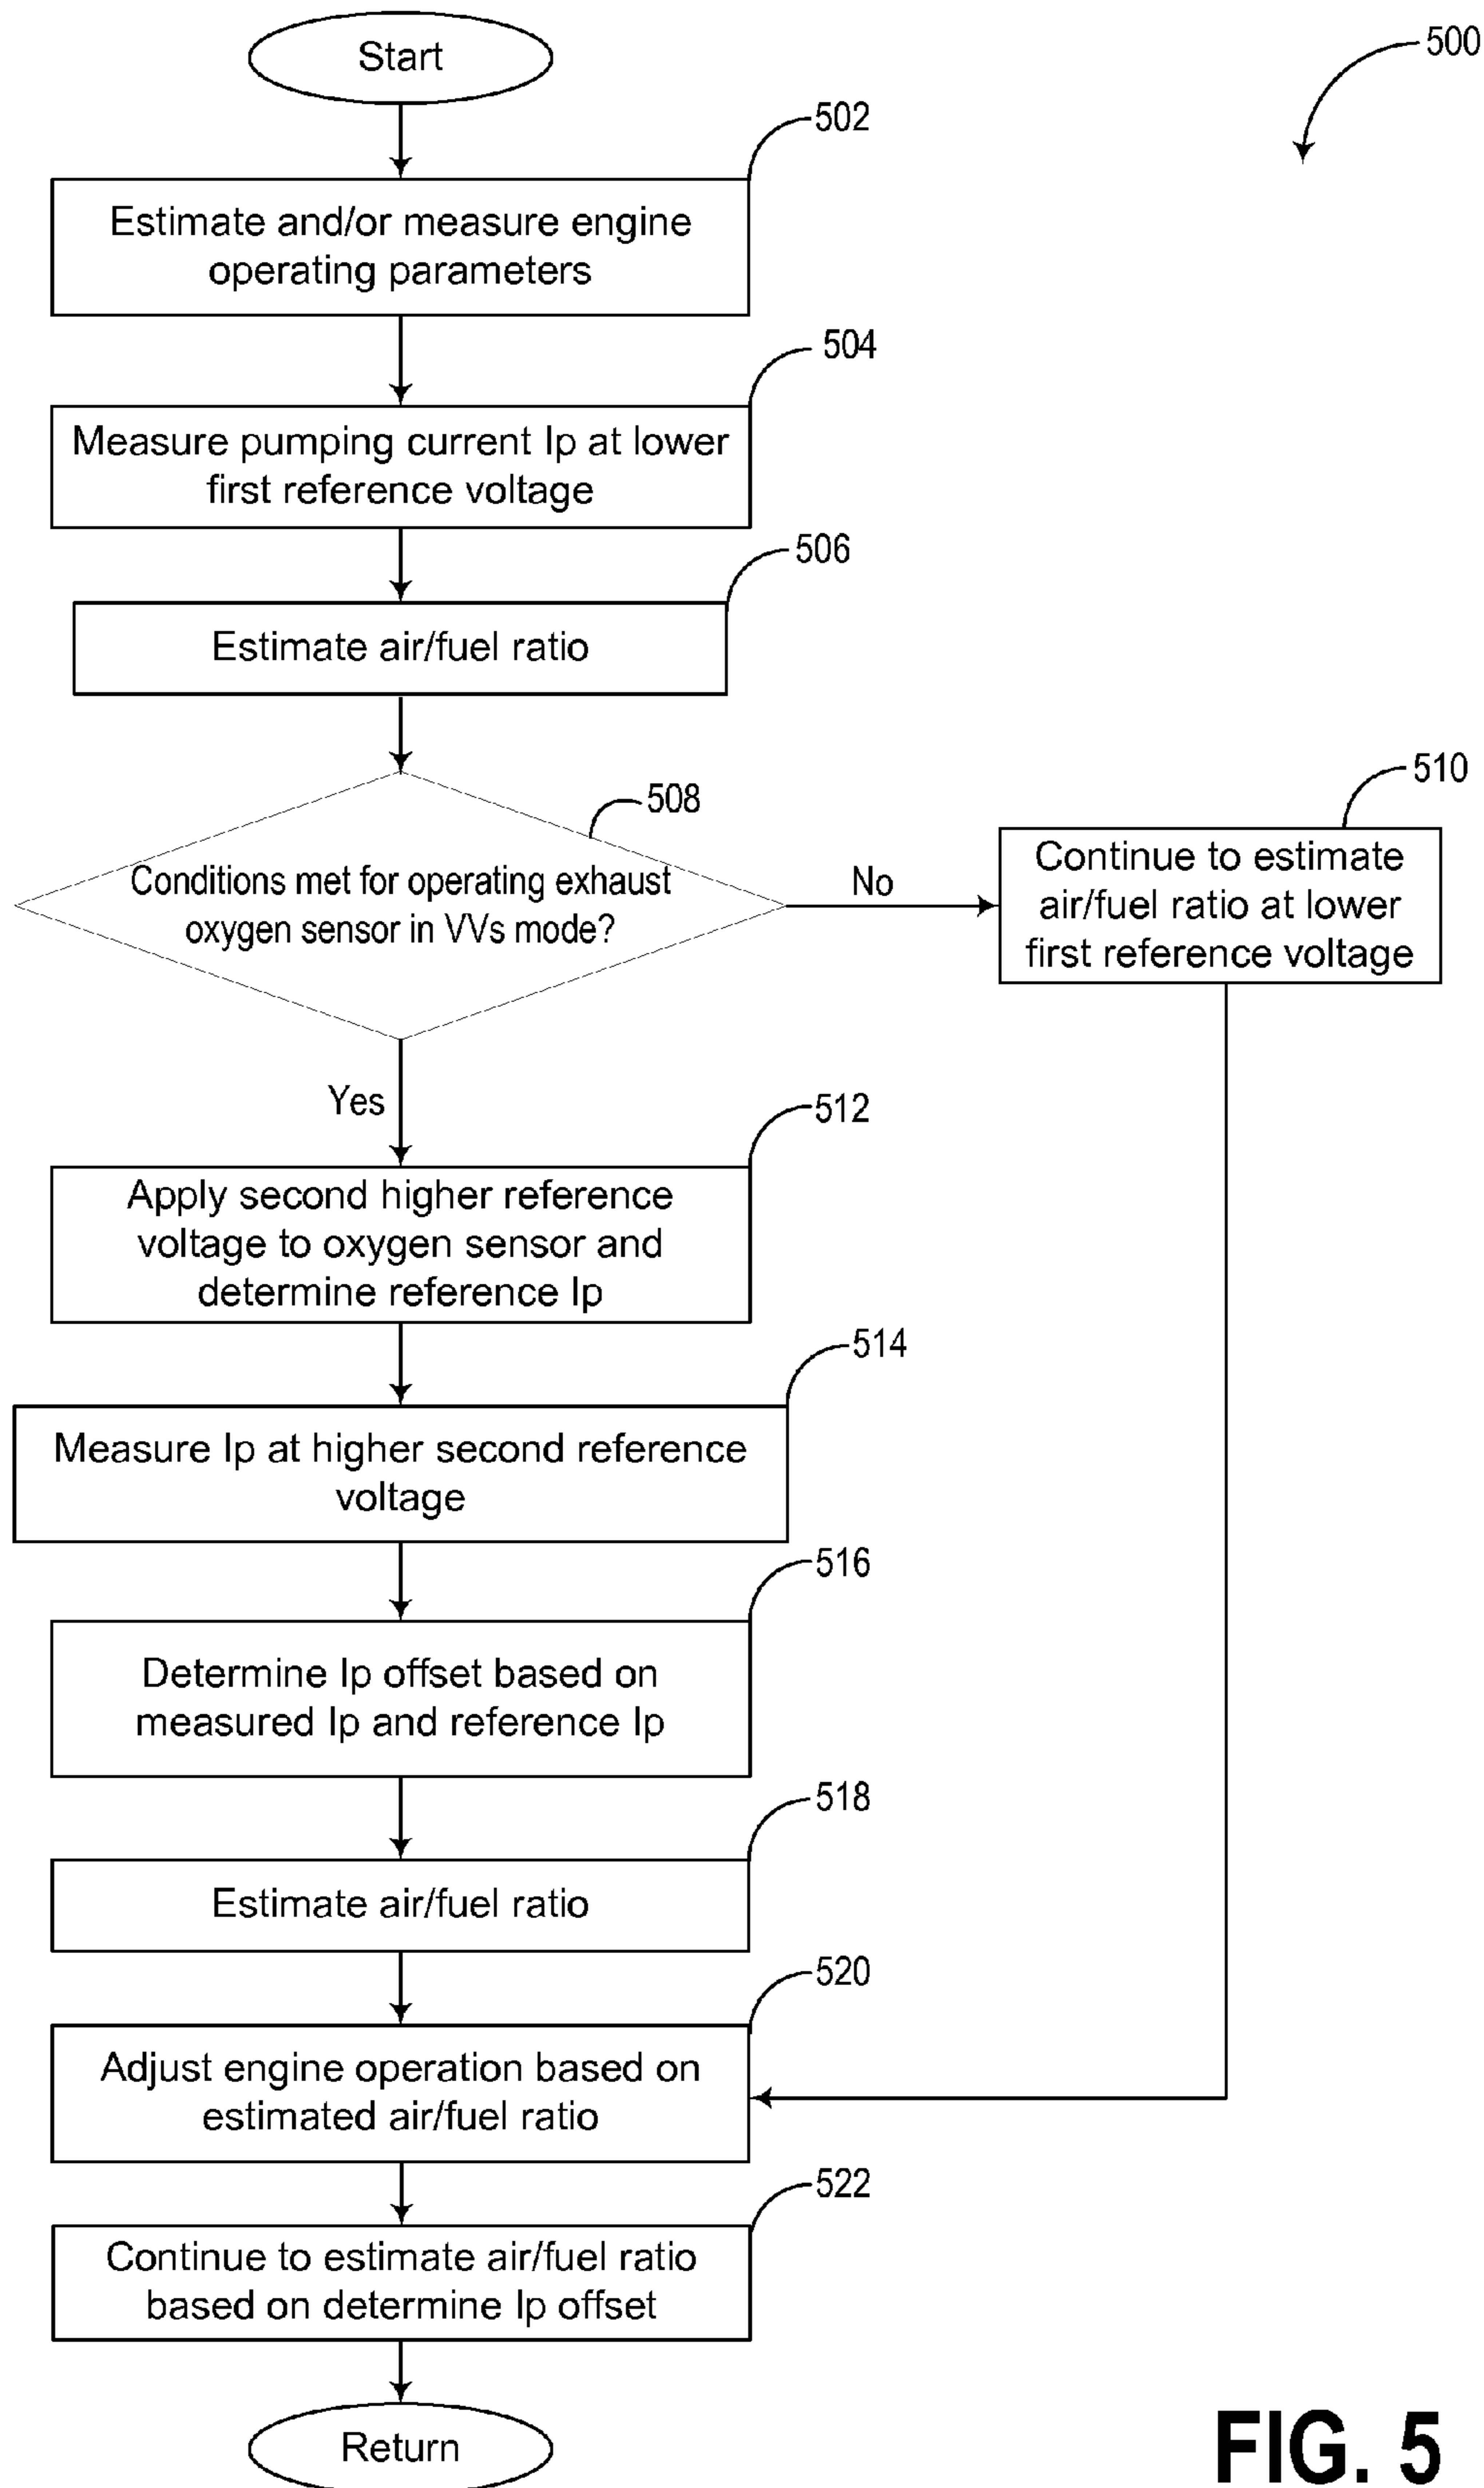 Start
500
502
Estimate and/or measure engine
operating parameters
504
Measure pumping current Ip at lower
first reference voltage
506
Estimate air/fuel ratio
508
Conditions met for operating exhaust
oxygen sensor in VVs mode?
No
510
Continue to estimate
air/fuel ratio at lower
first reference voltage
Yes
512
Apply second higher reference
voltage to oxygen sensor and
determine reference Ip
514
Measure Ip at higher second reference
voltage
516
Determine Ip offset based on
measured Ip and reference Ip
518
Estimate air/fuel ratio
520
Adjust engine operation based on
estimated air/fuel ratio
522
Continue to estimate air/fuel ratio
based on determine Ip offset
Return
FIG. 5